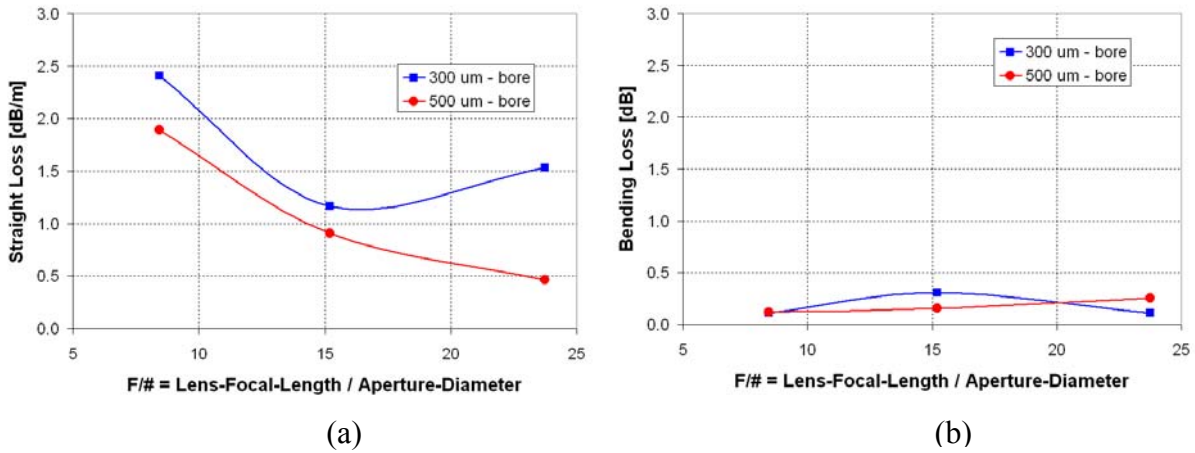 3.0
2.5
2.0
1.5
1.0
0.5
0.0
Straight Loss [dB/m]
300 um - bore
500 um - bore
5 10 15 20 25
F/# = Lens-Focal-Length / Aperture-Diameter
(a)
3.0
2.5
2.0
1.5
1.0
0.5
0.0
Bending Loss [dB]
300 um - bore
500 um - bore
5 10 15 20 25
F/# = Lens-Focal-Length / Aperture-Diameter
(b)